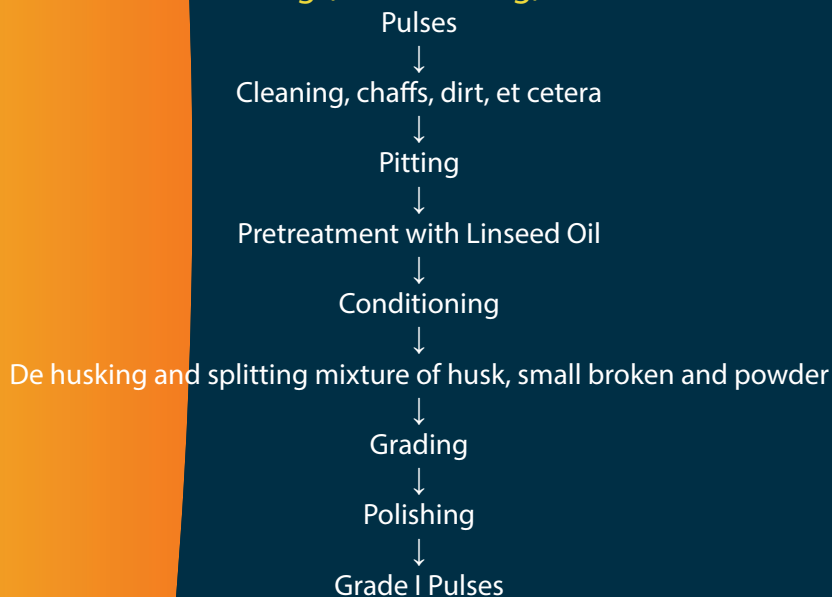 Pulses
↓
Cleaning, chaffs, dirt, et cetera
↓
Pitting
↓
Pretreatment with Linseed Oil
↓
Conditioning
↓
De husking and splitting mixture of husk, small broken and powder
↓
Grading
↓
Polishing
↓
Grade I Pulses